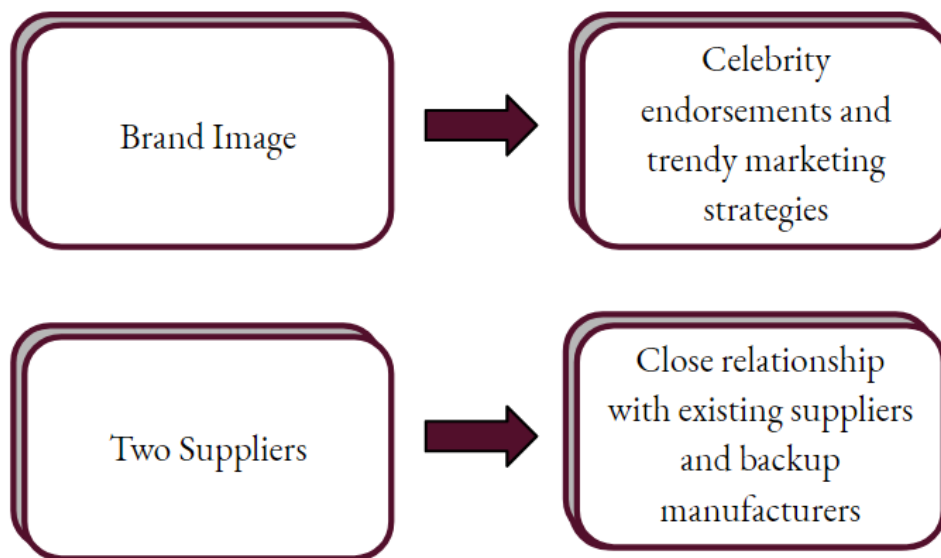 Brand Image
Celebrity
endorsements and
trendy marketing
strategies
Two Suppliers
Close relationship
with existing suppliers
and backup
manufacturers